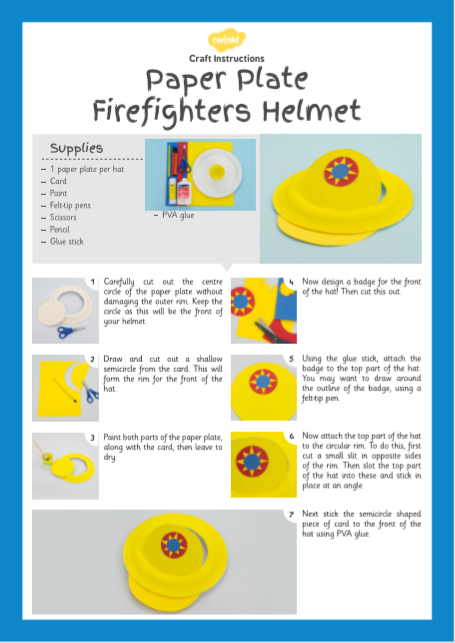 twinkl
Craft Instructions
Paper Plate
Firefighters Helmet
Supplies
– 1 paper plate per hat
– Card
– Paint
– Felt-tip pens
– Scissors
– Pencil
– Glue stick
– PVA glue
1 Carefully cut out the centre
circle of the paper plate without
damaging the outer rim. Keep the
circle as this will be the front of
your helmet.
2 Draw and cut out a shallow
semicircle from the card. This will
form the rim for the front of the
hat.
3 Paint both parts of the paper plate,
along with the card, then leave to
dry.
4 Now design a badge for the front
of the hat! Then cut this out.
5 Using the glue stick, attach the
badge to the top part of the hat.
You may want to draw around
the outline of the badge, using a
felt-tip pen.
6 Now attach the top part of the hat
to the circular rim. To do this, first
cut a small slit in opposite sides
of the rim. Then slot the top part
of the hat into these and stick in
place at an angle.
7 Next stick the semicircle shaped
piece of card to the front of the
hat using PVA glue.